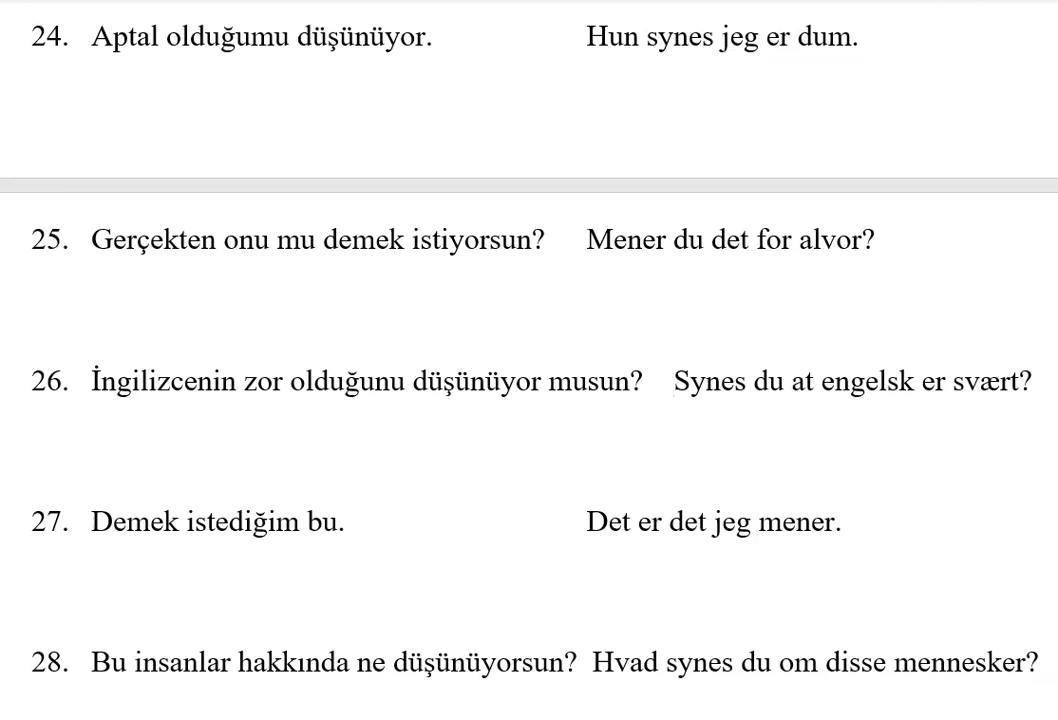 24. Aptal olduğumu düşünüyor. Hun synes jeg er dum.
25. Gerçekten onu mu demek istiyorsun? Mener du det for alvor?
26. İngilizcenin zor olduğunu düşünüyor musun? Synes du at engelsk er svært?
27. Demek istediğim bu. Det er det jeg mener.
28. Bu insanlar hakkında ne düşünüyorsun? Hvad synes du om disse mennesker?